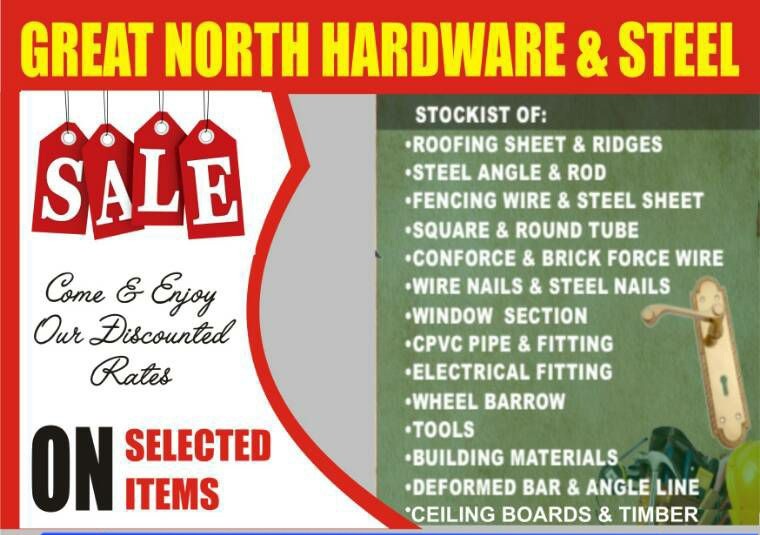 GREAT NORTH HARDWARE & STEEL
SALE
Come & Enjoy
Our Discounted
Rates
ON SELECTED
ITEMS
STOCKIST OF:
•ROOFING SHEET & RIDGES
•STEEL ANGLE & ROD
•FENCING WIRE & STEEL SHEET
•SQUARE & ROUND TUBE
•CONFORCE & BRICK FORCE WIRE
•WIRE NAILS & STEEL NAILS
•WINDOW SECTION
•CPVC PIPE & FITTING
•ELECTRICAL FITTING
•WHEEL BARROW
•TOOLS
•BUILDING MATERIALS
•DEFORMED BAR & ANGLE LINE
•CEILING BOARDS & TIMBER